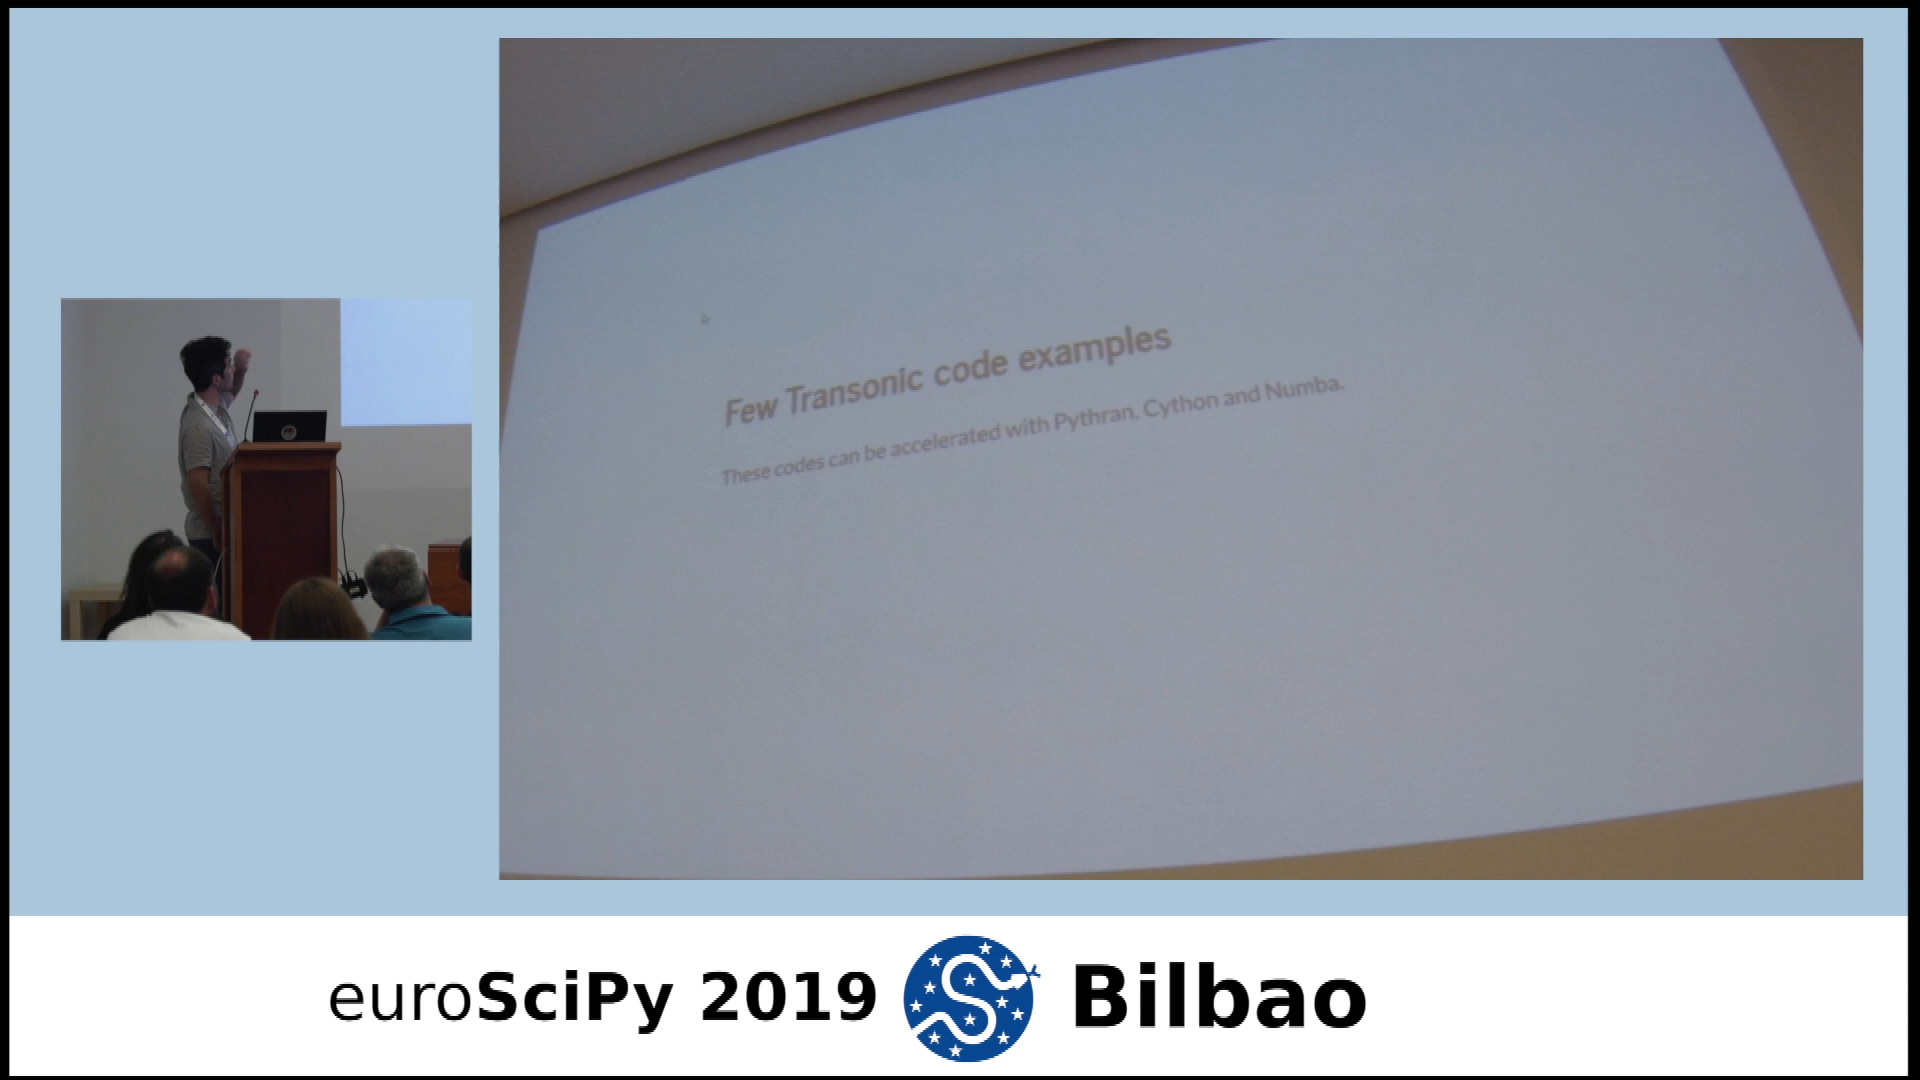 Few Transonic code examples
These codes can be accelerated with Pythran, Cython and Numba.
euroSciPy 2019 Bilbao